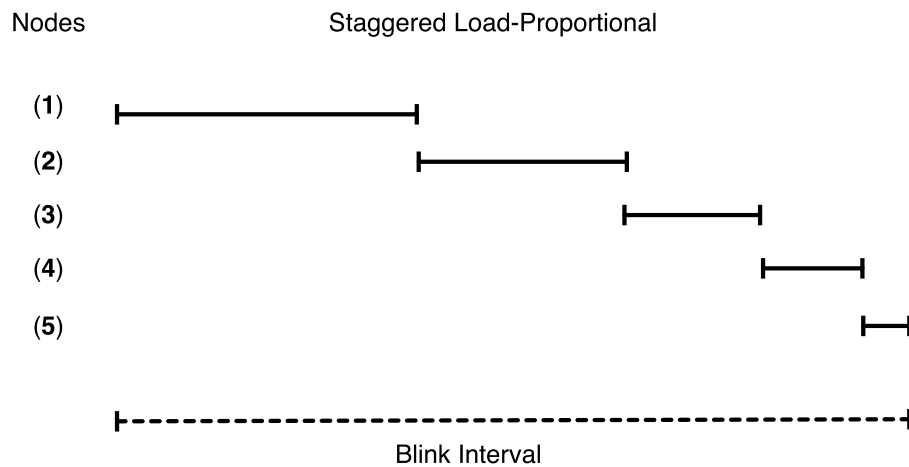 Nodes Staggered Load-Proportional
(1)
(2)
(3)
(4)
(5)
Blink Interval